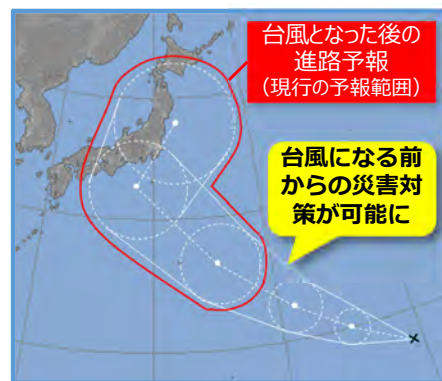 台風となった後の
進路予報
（現行の予報範囲）
台風になる前
からの災害対
策が可能に